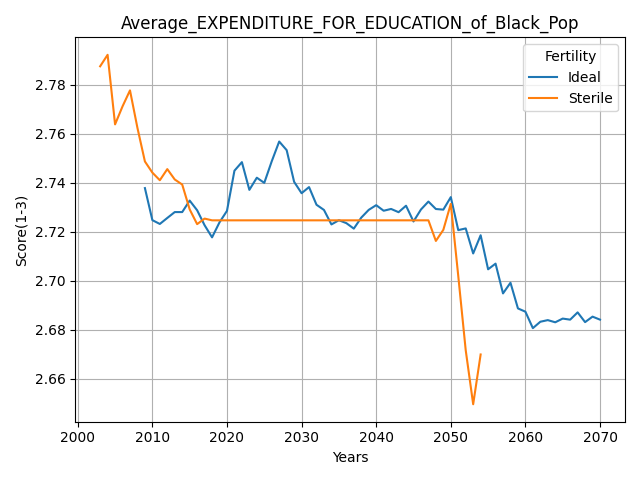 Average_EXPENDITURE_FOR_EDUCATION_of_Black_Pop
Fertility
Ideal
Sterile
Score(1-3)
2.78
2.76
2.74
2.72
2.70
2.68
2.66
2000 2010 2020 2030 2040 2050 2060 2070
Years